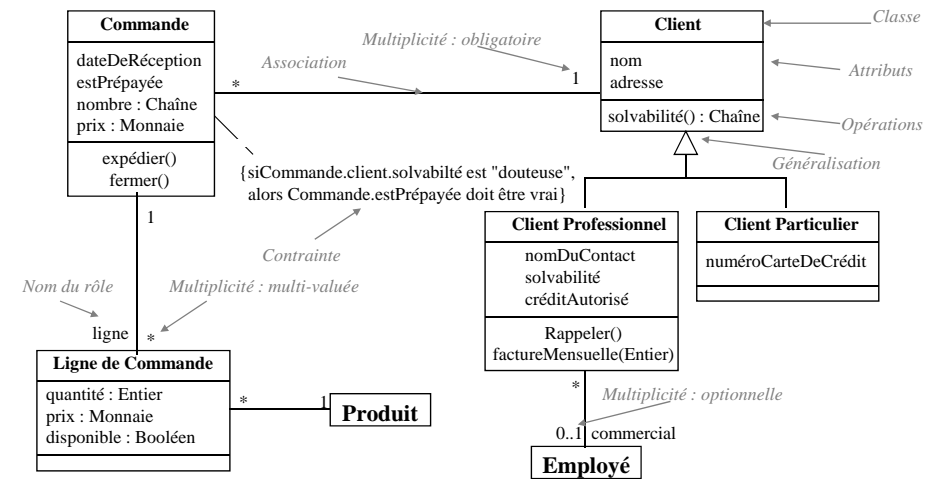 Commande
dateDeRéception
estPrépayée
nombre : Chaîne
prix : Monnaie
expédier()
fermer()
Multiplicité : obligatoire
Association
*
1
Client
nom
adresse
solvabilité() : Chaîne
Classe
Attributs
Opérations
Généralisation
{siCommande.client.solvabilté est "douteuse",
alors Commande.estPrépayée doit être vrai}
Contrainte
1
Nom du rôle
Multiplicité : multi-valuée
ligne
*
Client Professionnel
nomDuContact
solvabilité
créditAutorisé
Rappeler()
factureMensuelle(Entier)
Client Particulier
numéroCarteDeCrédit
Ligne de Commande
quantité : Entier
prix : Monnaie
disponible : Booléen
*
1
Produit
*
Multiplicité : optionnelle
0..1
commercial
Employé